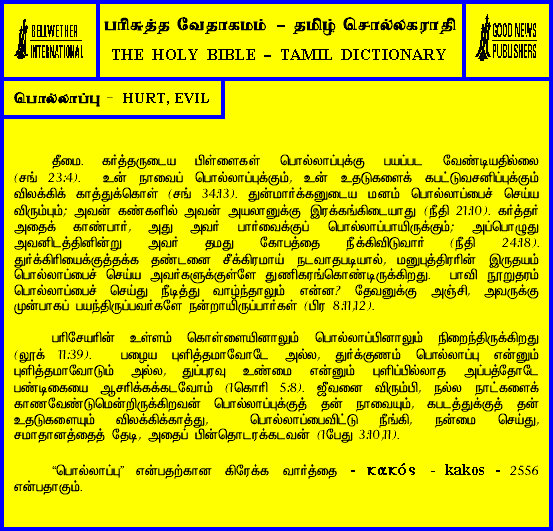 BELLWETHER
INTERNATIONAL
பரிசுத்த வேதாகமம் – தமிழ் சொல்லகராதி
THE HOLY BIBLE – TAMIL DICTIONARY
GOOD NEWS
PUBLISHERS
பொல்லாப்பு – HURT, EVIL
தீமை. கர்த்தருடைய பிள்ளைகள் பொல்லாப்புக்கு பயப்பட வேண்டியதில்லை
(சங் 23:4). உன் நாவைப் பொல்லாப்புக்கும், உன் உதடுகளைக் கபட்டுவசனிப்புக்கும்
விலக்கிக் காத்துக்கொள் (சங் 34:13). துன்மார்க்கனுடைய மனம் பொல்லாப்பைச் செய்ய
விரும்பும்; அவன் கண்களில் அவன் அயலானுக்கு இரக்கங்கிடையாது (நீதி 21:10). கர்த்தர்
அதைக் காண்பார், அது அவர் பார்வைக்குப் பொல்லாப்பாயிருக்கும்; அப்பொழுது
அவனிடத்தினின்று அவர் தமது கோபத்தை நீக்கிவிடுவார் (நீதி 24:18).
துர்க்கிரியைக்குத்தக்க தண்டனை சீக்கிரமாய் நடவாதபடியால், மனுபுத்திரரின் இருதயம்
பொல்லாப்பைச் செய்ய அவர்களுக்குள்ளே துணிகரங்கொண்டிருக்கிறது. பாவி நூறுதரம்
பொல்லாப்பைச் செய்து நீடித்து வாழ்ந்தாலும் என்ன? தேவனுக்கு அஞ்சி, அவருக்கு
முன்பாகப் பயந்திருப்பவர்களே நன்றாயிருப்பார்கள் (பிர 8:11,12).
பரிசேயரின் உள்ளம் கொள்ளையினாலும் பொல்லாப்பினாலும் நிறைந்திருக்கிறது
(லூக் 11:39). பழைய புளித்தமாவோடே அல்ல, துர்க்குணம் பொல்லாப்பு என்னும்
புளித்தமாவோடும் அல்ல, துப்புரவு உண்மை என்னும் புளிப்பில்லாத அப்பத்தோடே
பண்டிகையை ஆசரிக்கக்கடவோம் (1கொரி 5:8). ஜீவனை விரும்பி, நல்ல நாட்களைக்
காணவேண்டுமென்றிருக்கிறவன் பொல்லாப்புக்குத் தன் நாவையும், கபடத்துக்குத் தன்
உதடுகளையும் விலக்கிக்காத்து, பொல்லாப்பைவிட்டு நீங்கி, நன்மை செய்து,
சமாதானத்தைத் தேடி, அதைப் பின்தொடரக்கடவன் (1பேது 3:10,11).
"பொல்லாப்பு" என்பதற்கான கிரேக்க வார்த்தை - κακός - kakos - 2556
என்பதாகும்.